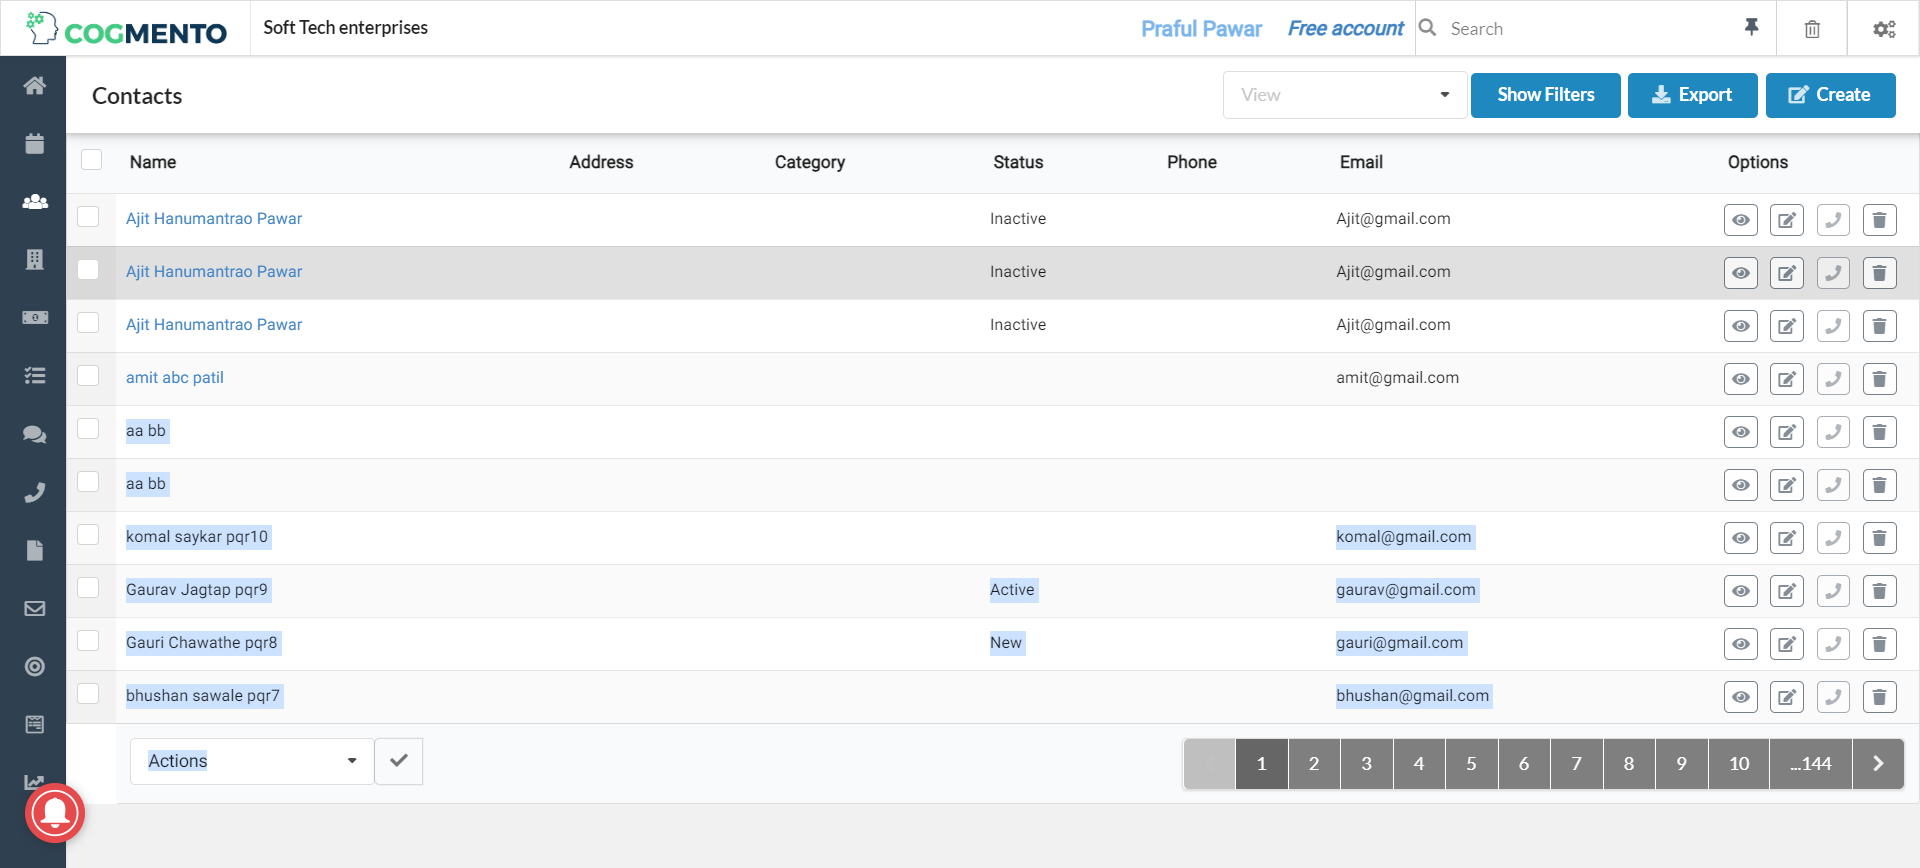 COGMENTO Soft Tech enterprises Praful Pawar Free account Search
Contacts View Show Filters Export Create
Name Address Category Status Phone Email Options
Ajit Hanumantrao Pawar Inactive Ajit@gmail.com
Ajit Hanumantrao Pawar Inactive Ajit@gmail.com
Ajit Hanumantrao Pawar Inactive Ajit@gmail.com
amit abc patil amit@gmail.com
aa bb
aa bb
komal saykar pqr10 komal@gmail.com
Gaurav Jagtap pqr9 Active gaurav@gmail.com
Gauri Chawathe pqr8 New gauri@gmail.com
bhushan sawale pqr7 bhushan@gmail.com
Actions 1 2 3 4 5 6 7 8 9 10 ...144